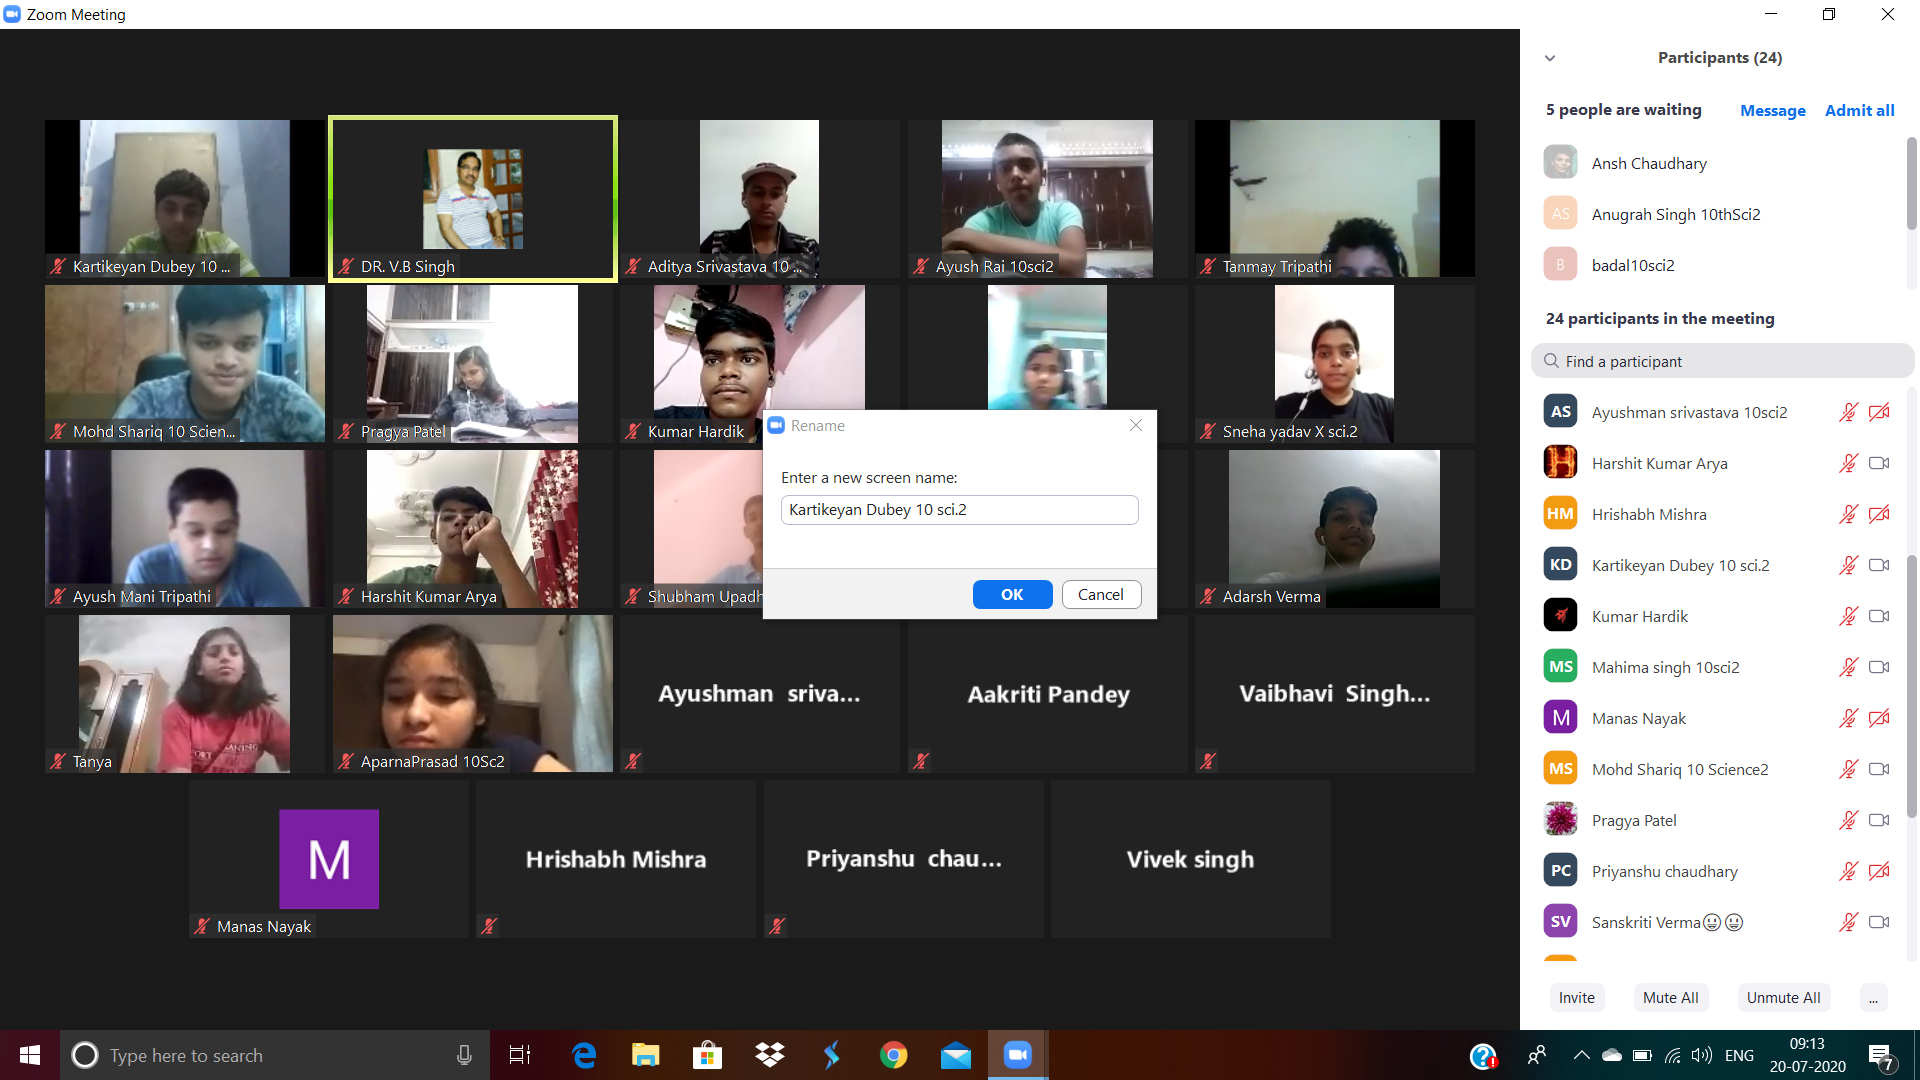 Zoom Meeting
Kartikeyan Dubey 10 ...
DR. V.B Singh
Aditya Srivastava 10 ...
Ayush Rai 10sci2
Tanmay Tripathi
Mohd Shariq 10 Scien...
Pragya Patel
Kumar Hardik
Sneha yadav X sci.2
Rename
Enter a new screen name:
Kartikeyan Dubey 10 sci.2
OK
Cancel
Ayush Mani Tripathi
Harshit Kumar Arya
Shubham Upadh
Adarsh Verma
Tanya
AparnaPrasad 10Sc2
Ayushman sriva...
Aakriti Pandey
Vaibhavi Singh...
M
Manas Nayak
Hrishabh Mishra
Priyanshu chau...
Vivek singh
Participants (24)
5 people are waiting
Message
Admit all
Ansh Chaudhary
AS
Anugrah Singh 10thSci2
B
badal10sci2
24 participants in the meeting
Find a participant
AS
Ayushman srivastava 10sci2
H
Harshit Kumar Arya
HM
Hrishabh Mishra
KD
Kartikeyan Dubey 10 sci.2
Kumar Hardik
MS
Mahima singh 10sci2
M
Manas Nayak
MS
Mohd Shariq 10 Science2
Pragya Patel
PC
Priyanshu chaudhary
SV
Sanskriti Verma😃😃
Invite
Mute All
Unmute All
...
Type here to search
ENG
09:13
20-07-2020
7